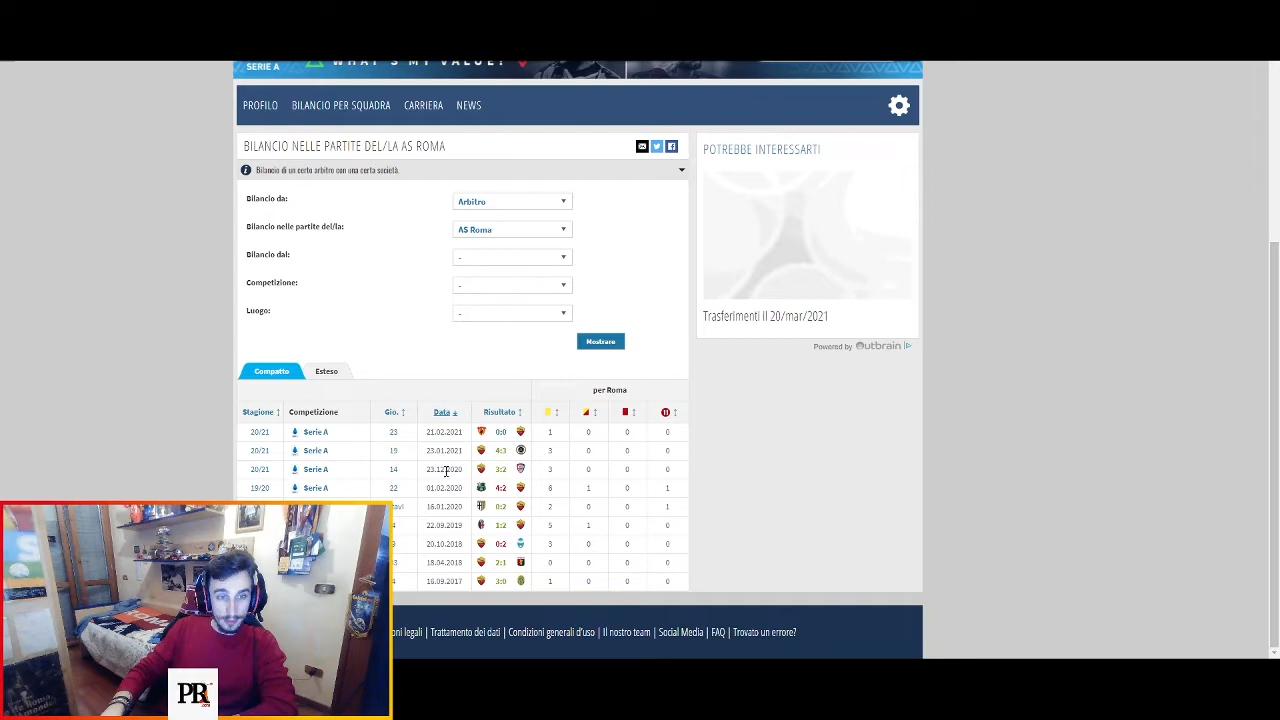 SERIE A WHAT'S MY VALUE?
PROFILO BILANCIO PER SQUADRA CARRIERA NEWS
BILANCIO NELLE PARTITE DEL/LA AS ROMA
POTREBBE INTERESSARTI
Bilancio di un certo arbitro con una certa società.
Bilancio da: Arbitro
Bilancio nelle partite del/la: AS Roma
Bilancio dal: -
Competizione: -
Luogo: -
Trasferimenti Il 20/mar/2021
Mostrare
Powered by Outbrain
Compatto Esteso
per Roma
Stagione Competizione Gio. Data Risultato
20/21 Serie A 23 21.02.2021 0:0 1 0 0 0
20/21 Serie A 19 23.01.2021 4:3 3 0 0 0
20/21 Serie A 14 23.12.2020 3:2 3 0 0 0
19/20 Serie A 22 01.02.2020 4:2 6 1 0 1
16.01.2020 0:2 2 0 0 1
22.09.2019 1:2 5 1 0 0
20.10.2018 0:2 3 0 0 0
18.04.2018 2:1 0 0 0 0
16.09.2017 3:0 1 0 0 0
legali | Trattamento dei dati | Condizioni generali d'uso | Il nostro team | Social Media | FAQ | Trovato un errore?
PR
.com